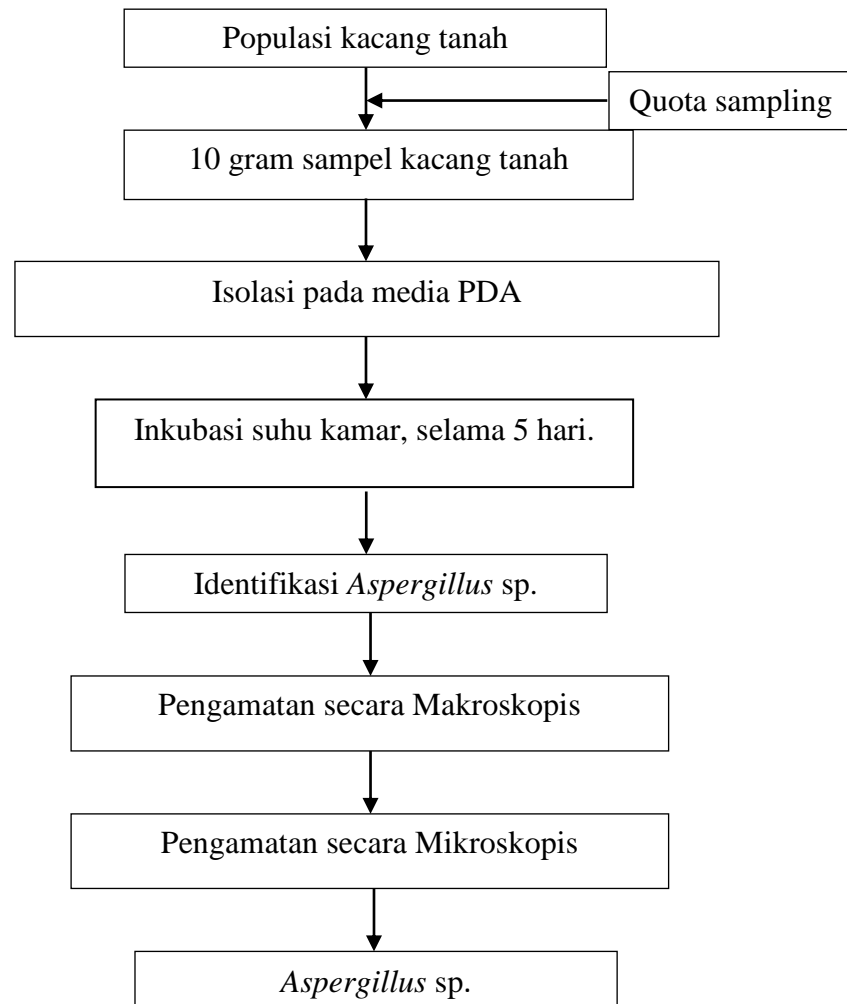 Populasi kacang tanah
Quota sampling
10 gram sampel kacang tanah
Isolasi pada media PDA
Inkubasi suhu kamar, selama 5 hari.
Identifikasi Aspergillus sp.
Pengamatan secara Makroskopis
Pengamatan secara Mikroskopis
Aspergillus sp.